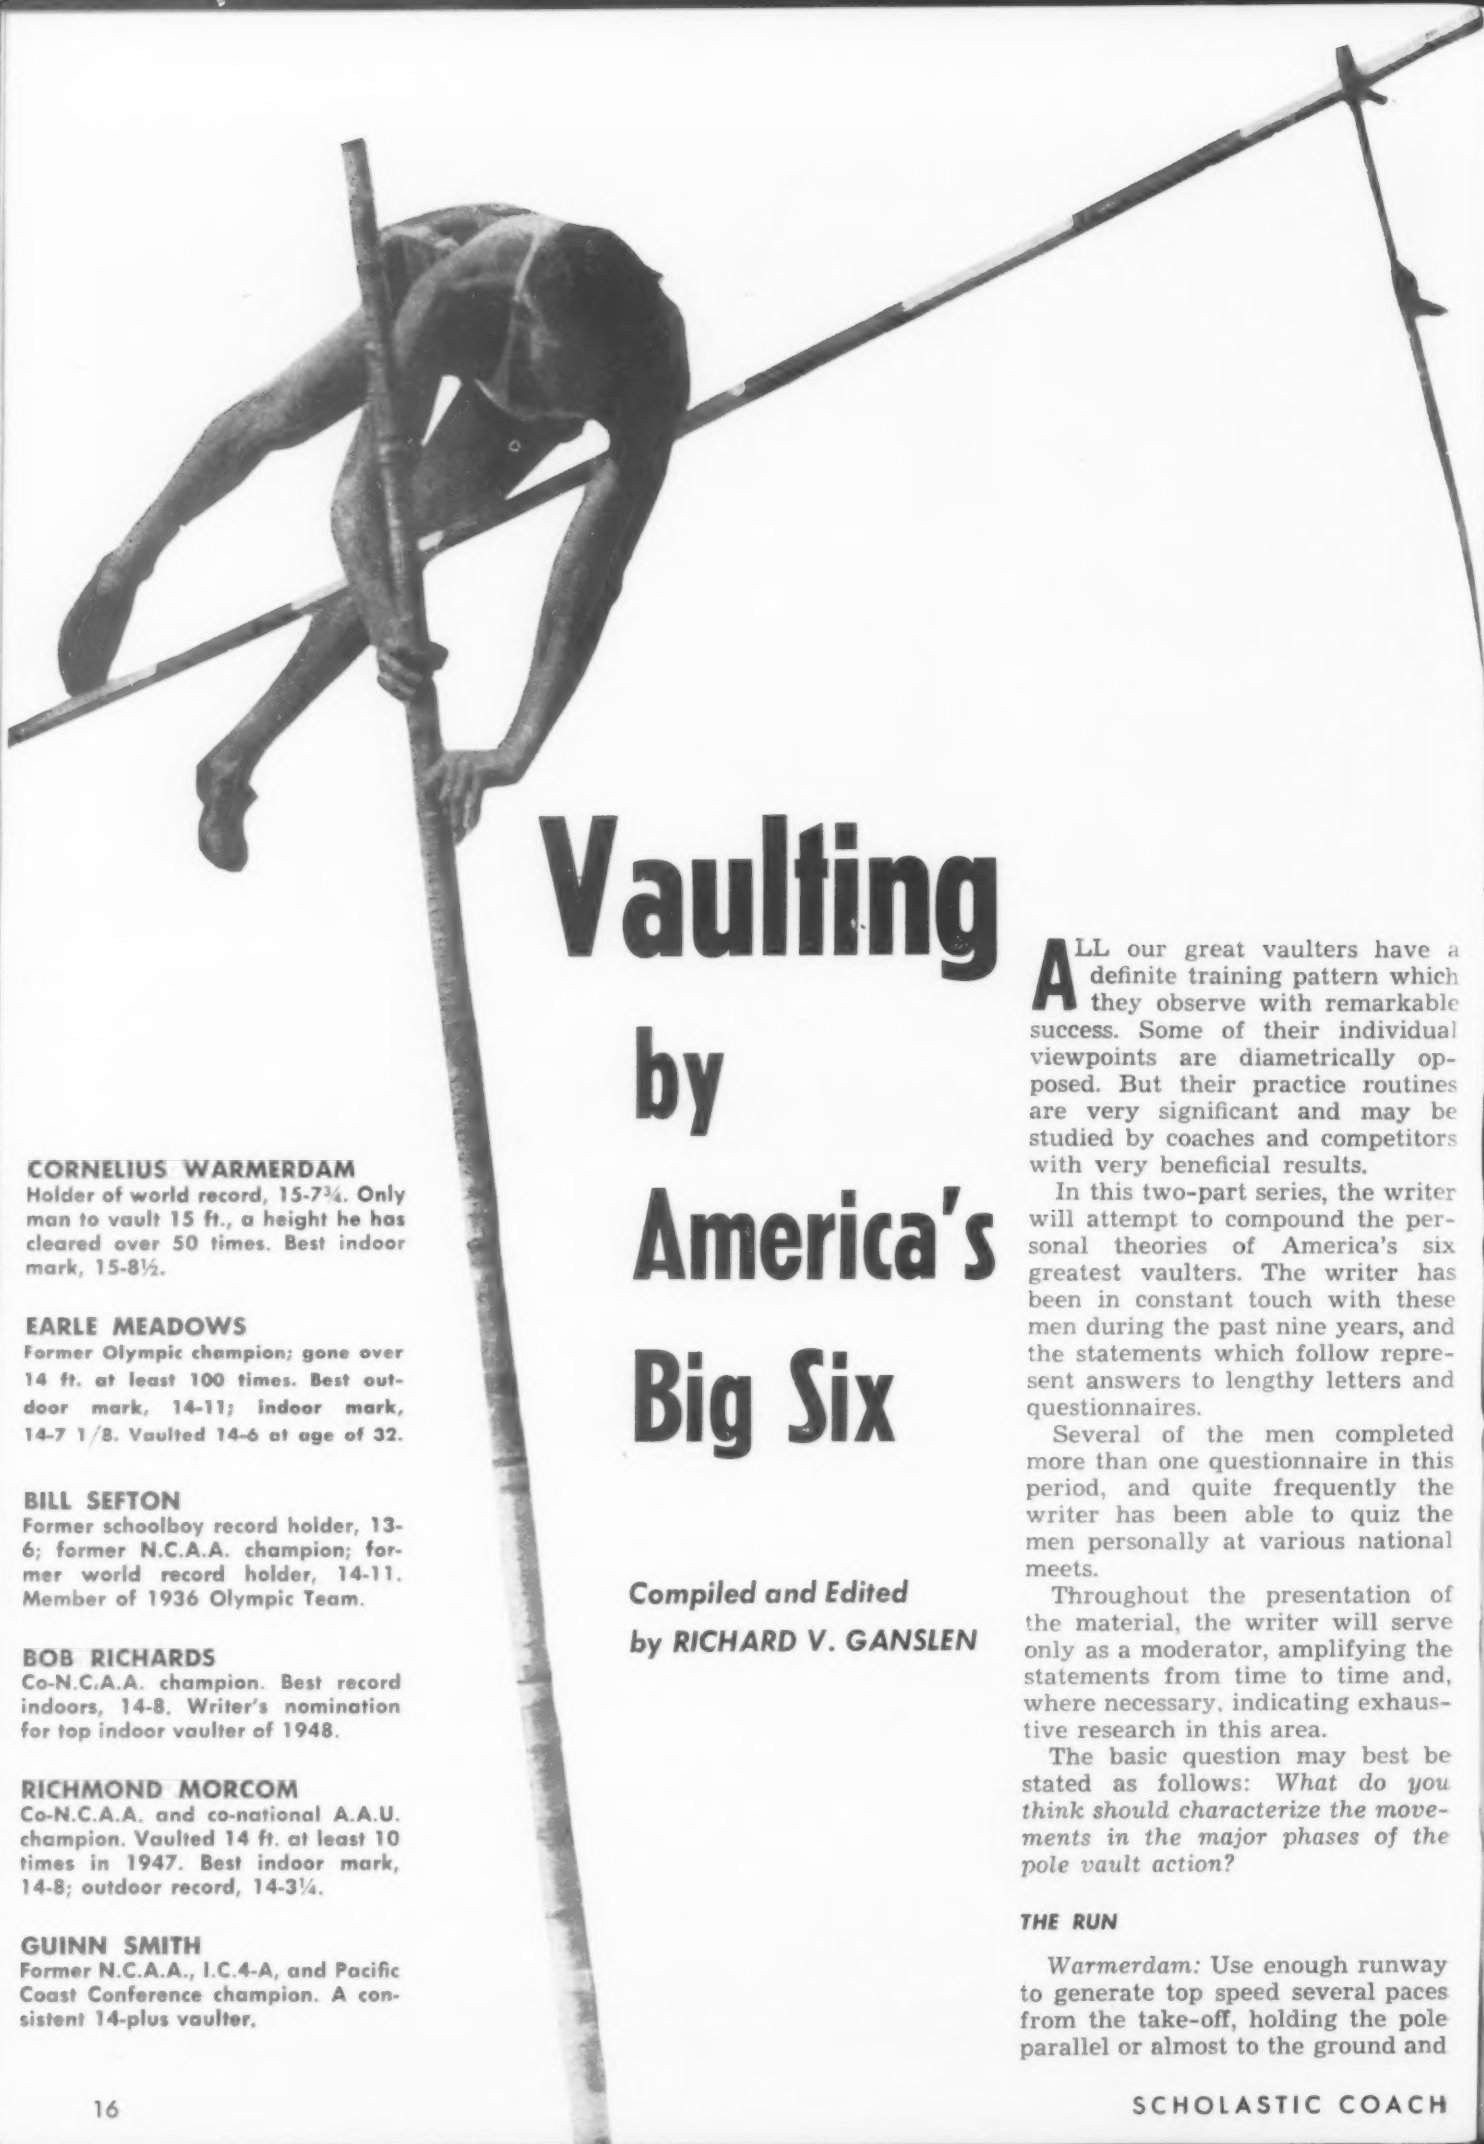 Vaulting
by
America's
Big Six
Compiled and Edited
by RICHARD V. GANSLEN
CORNELIUS WARMERDAM
Holder of world record, 15-7¾. Only
man to vault 15 ft., a height he has
cleared over 50 times. Best indoor
mark, 15-8½.
EARLE MEADOWS
Former Olympic champion; gone over
14 ft. at least 100 times. Best out-
door mark, 14-11; indoor mark,
14-7 1/8. Vaulted 14-6 at age of 32.
BILL SEFTON
Former schoolboy record holder, 13-
6; former N.C.A.A. champion; for-
mer world record holder, 14-11.
Member of 1936 Olympic Team.
BOB RICHARDS
Co-N.C.A.A. champion. Best record
indoors, 14-8. Writer's nomination
for top indoor vaulter of 1948.
RICHMOND MORCOM
Co-N.C.A.A. and co-national A.A.U.
champion. Vaulted 14 ft. at least 10
times in 1947. Best indoor mark,
14-8; outdoor record, 14-3¼.
GUINN SMITH
Former N.C.A.A., I.C.4-A, and Pacific
Coast Conference champion. A con-
sistent 14-plus vaulter.
ALL our great vaulters have a
definite training pattern which
they observe with remarkable
success. Some of their individual
viewpoints are diametrically op-
posed. But their practice routines
are very significant and may be
studied by coaches and competitors
with very beneficial results.
In this two-part series, the writer
will attempt to compound the per-
sonal theories of America's six
greatest vaulters. The writer has
been in constant touch with these
men during the past nine years, and
the statements which follow repre-
sent answers to lengthy letters and
questionnaires.
Several of the men completed
more than one questionnaire in this
period, and quite frequently the
writer has been able to quiz the
men personally at various national
meets.
Throughout the presentation of
the material, the writer will serve
only as a moderator, amplifying the
statements from time to time and,
where necessary, indicating exhaus-
tive research in this area.
The basic question may best be
stated as follows: What do you
think should characterize the move-
ments in the major phases of the
pole vault action?
THE RUN
Warmerdam: Use enough runway
to generate top speed several paces
from the take-off, holding the pole
parallel or almost to the ground and
16
SCHOLASTIC COACH